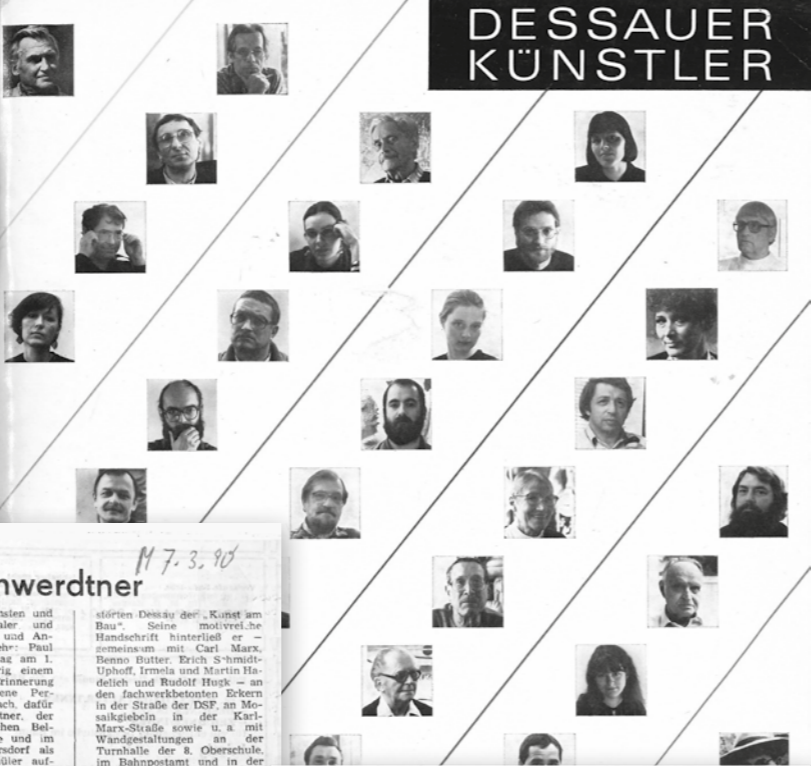 DESSAUER
KÜNSTLER
M 7.3.90
hwerdtner
nsten und
aler und
und An-
ehr: Paul
ag am 1.
rig einem
rinnerung
ene Per-
ach, dafür
tner, der
hen Bel-
e und im
rsdorf als
üler auf-
störten Dessau der „Kunst am
Bau“. Seine motivreiche
Handschrift hinterließ er —
gemeinsam mit Carl Marx,
Benno Butter, Erich Schmidt-
Uphoff, Irmela und Martin Ha-
delich und Rudolf Hugk — an
den fachwerkbetonten Erkern
in der Straße der DSF, an Mo-
saikgiebeln in der Karl-
Marx-Straße sowie u. a. mit
Wandgestaltungen an der
Turnhalle der 8. Oberschule,
im Bahnpostamt und in der